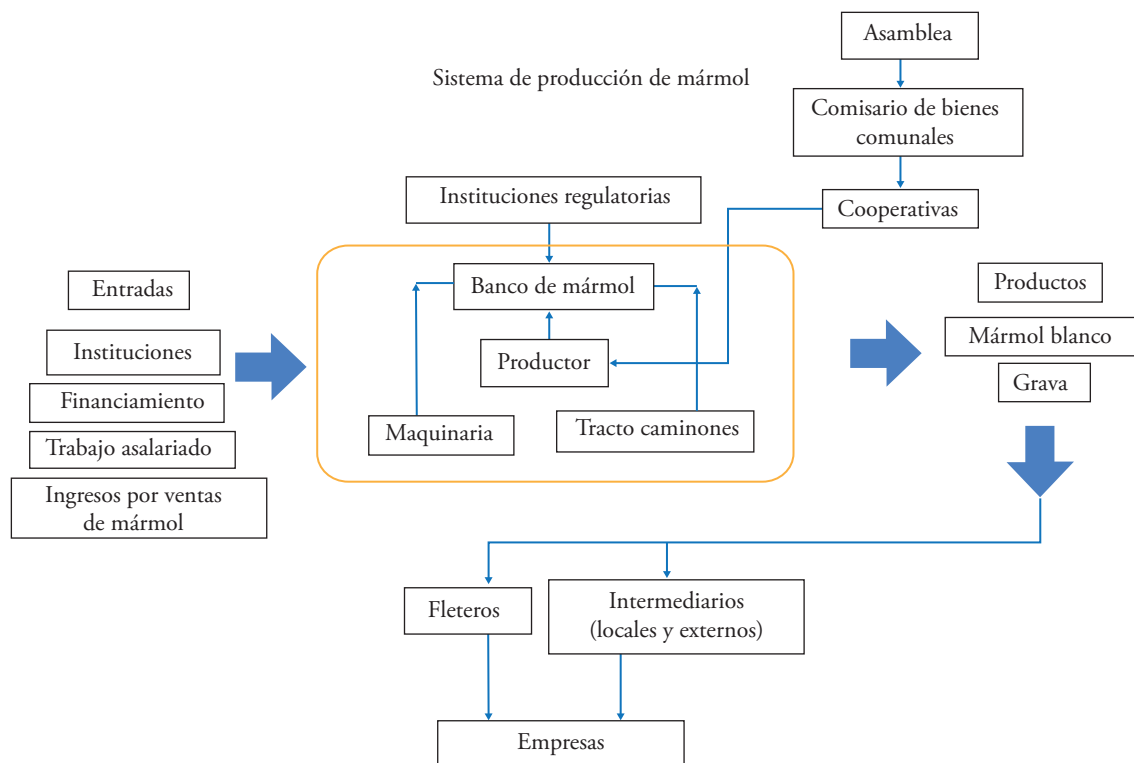 Asamblea
Sistema de producción de mármol
Comisario de bienes
comunales
Instituciones regulatorias
Cooperativas
Entradas
Instituciones
Financiamiento
Trabajo asalariado
Ingresos por ventas
de mármol
Banco de mármol
Productor
Maquinaria
Tracto caminones
Productos
Mármol blanco
Grava
Fleteros
Intermediarios
(locales y externos)
Empresas